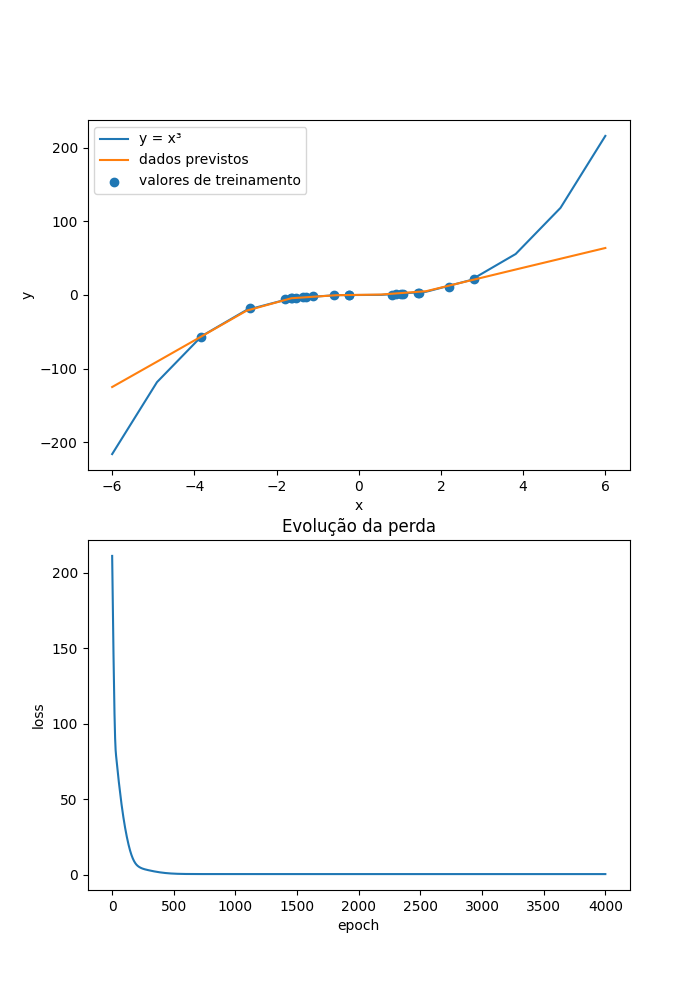 y = x³
dados previstos
valores de treinamento
200
100
0
−100
−200
y
−6 −4 −2 0 2 4 6
x
Evolução da perda
200
150
100
50
0
loss
0 500 1000 1500 2000 2500 3000 3500 4000
epoch